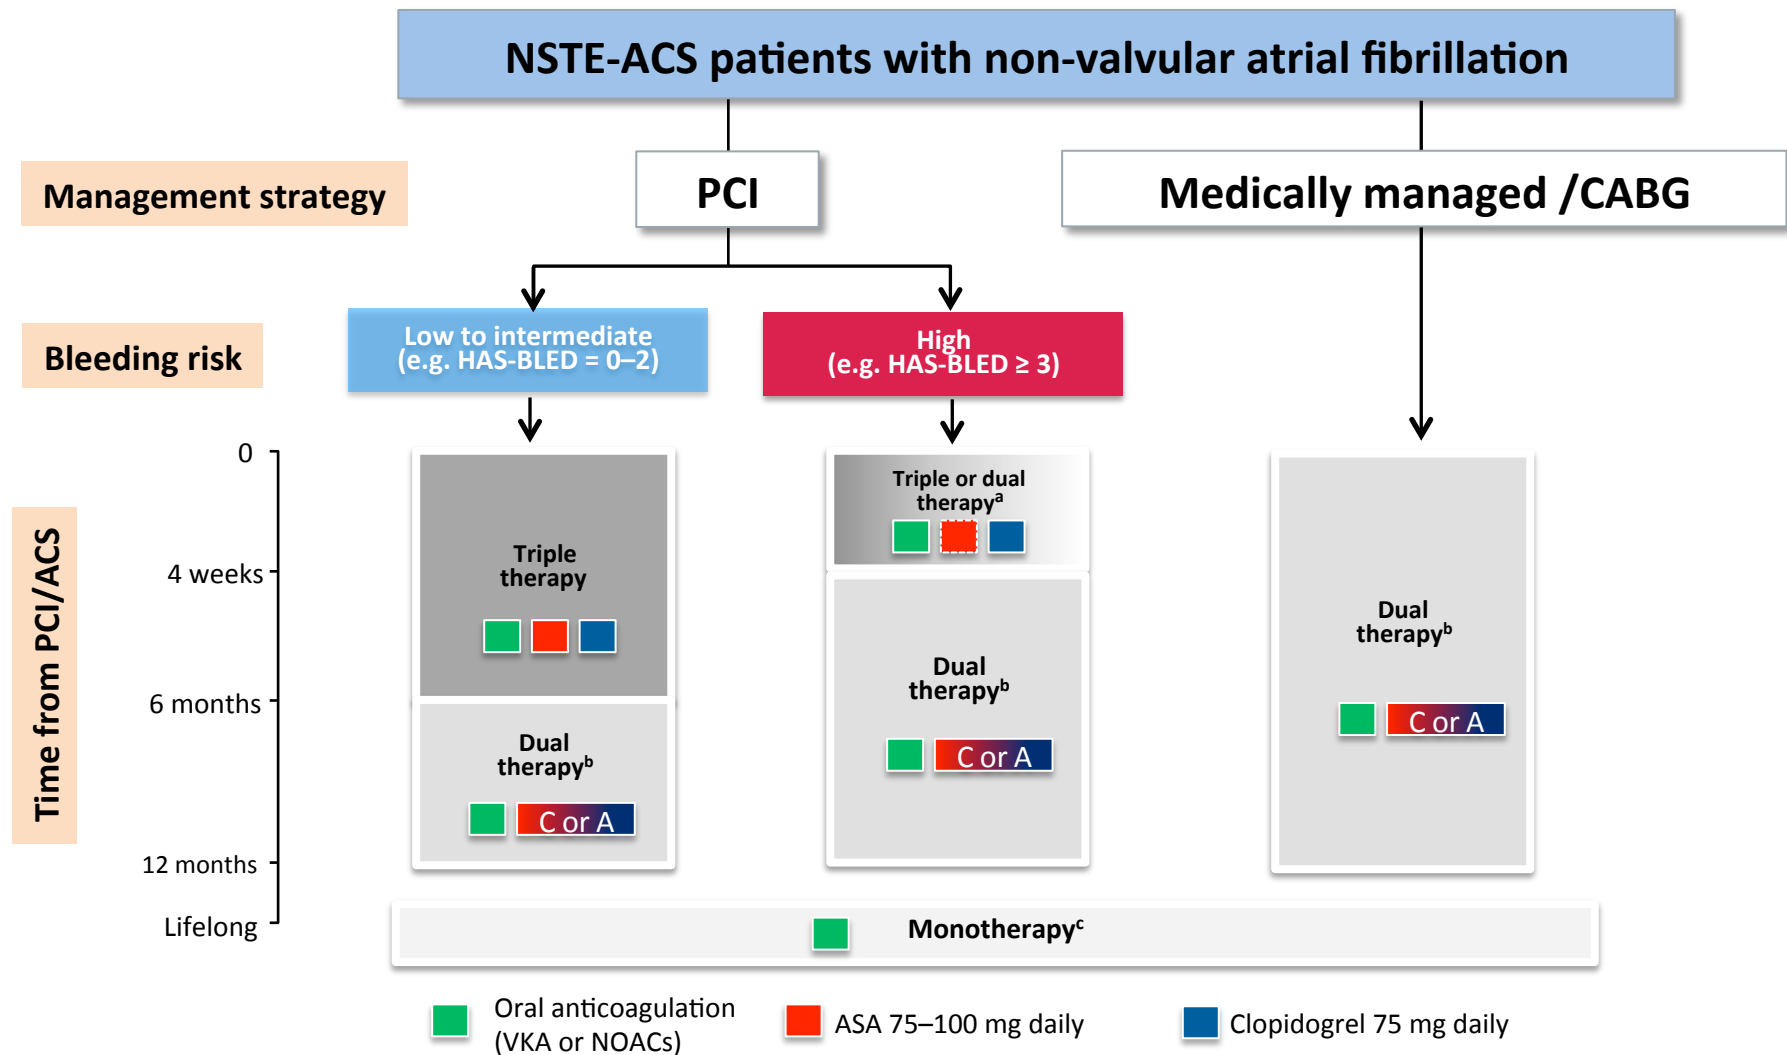 NSTE-ACS patients with non-valvular atrial fibrillation
Management strategy
PCI
Medically managed /CABG
Bleeding risk
Low to intermediate
(e.g. HAS-BLED = 0–2)
High
(e.g. HAS-BLED ≥ 3)
Time from PCI/ACS
0
4 weeks
6 months
12 months
Lifelong
Triple
therapy
Dual
therapyᵇ
C or A
Triple or dual
therapyᵃ
Dual
therapyᵇ
C or A
Dual
therapyᵇ
C or A
Monotherapyᶜ
Oral anticoagulation
(VKA or NOACs)
ASA 75–100 mg daily
Clopidogrel 75 mg daily